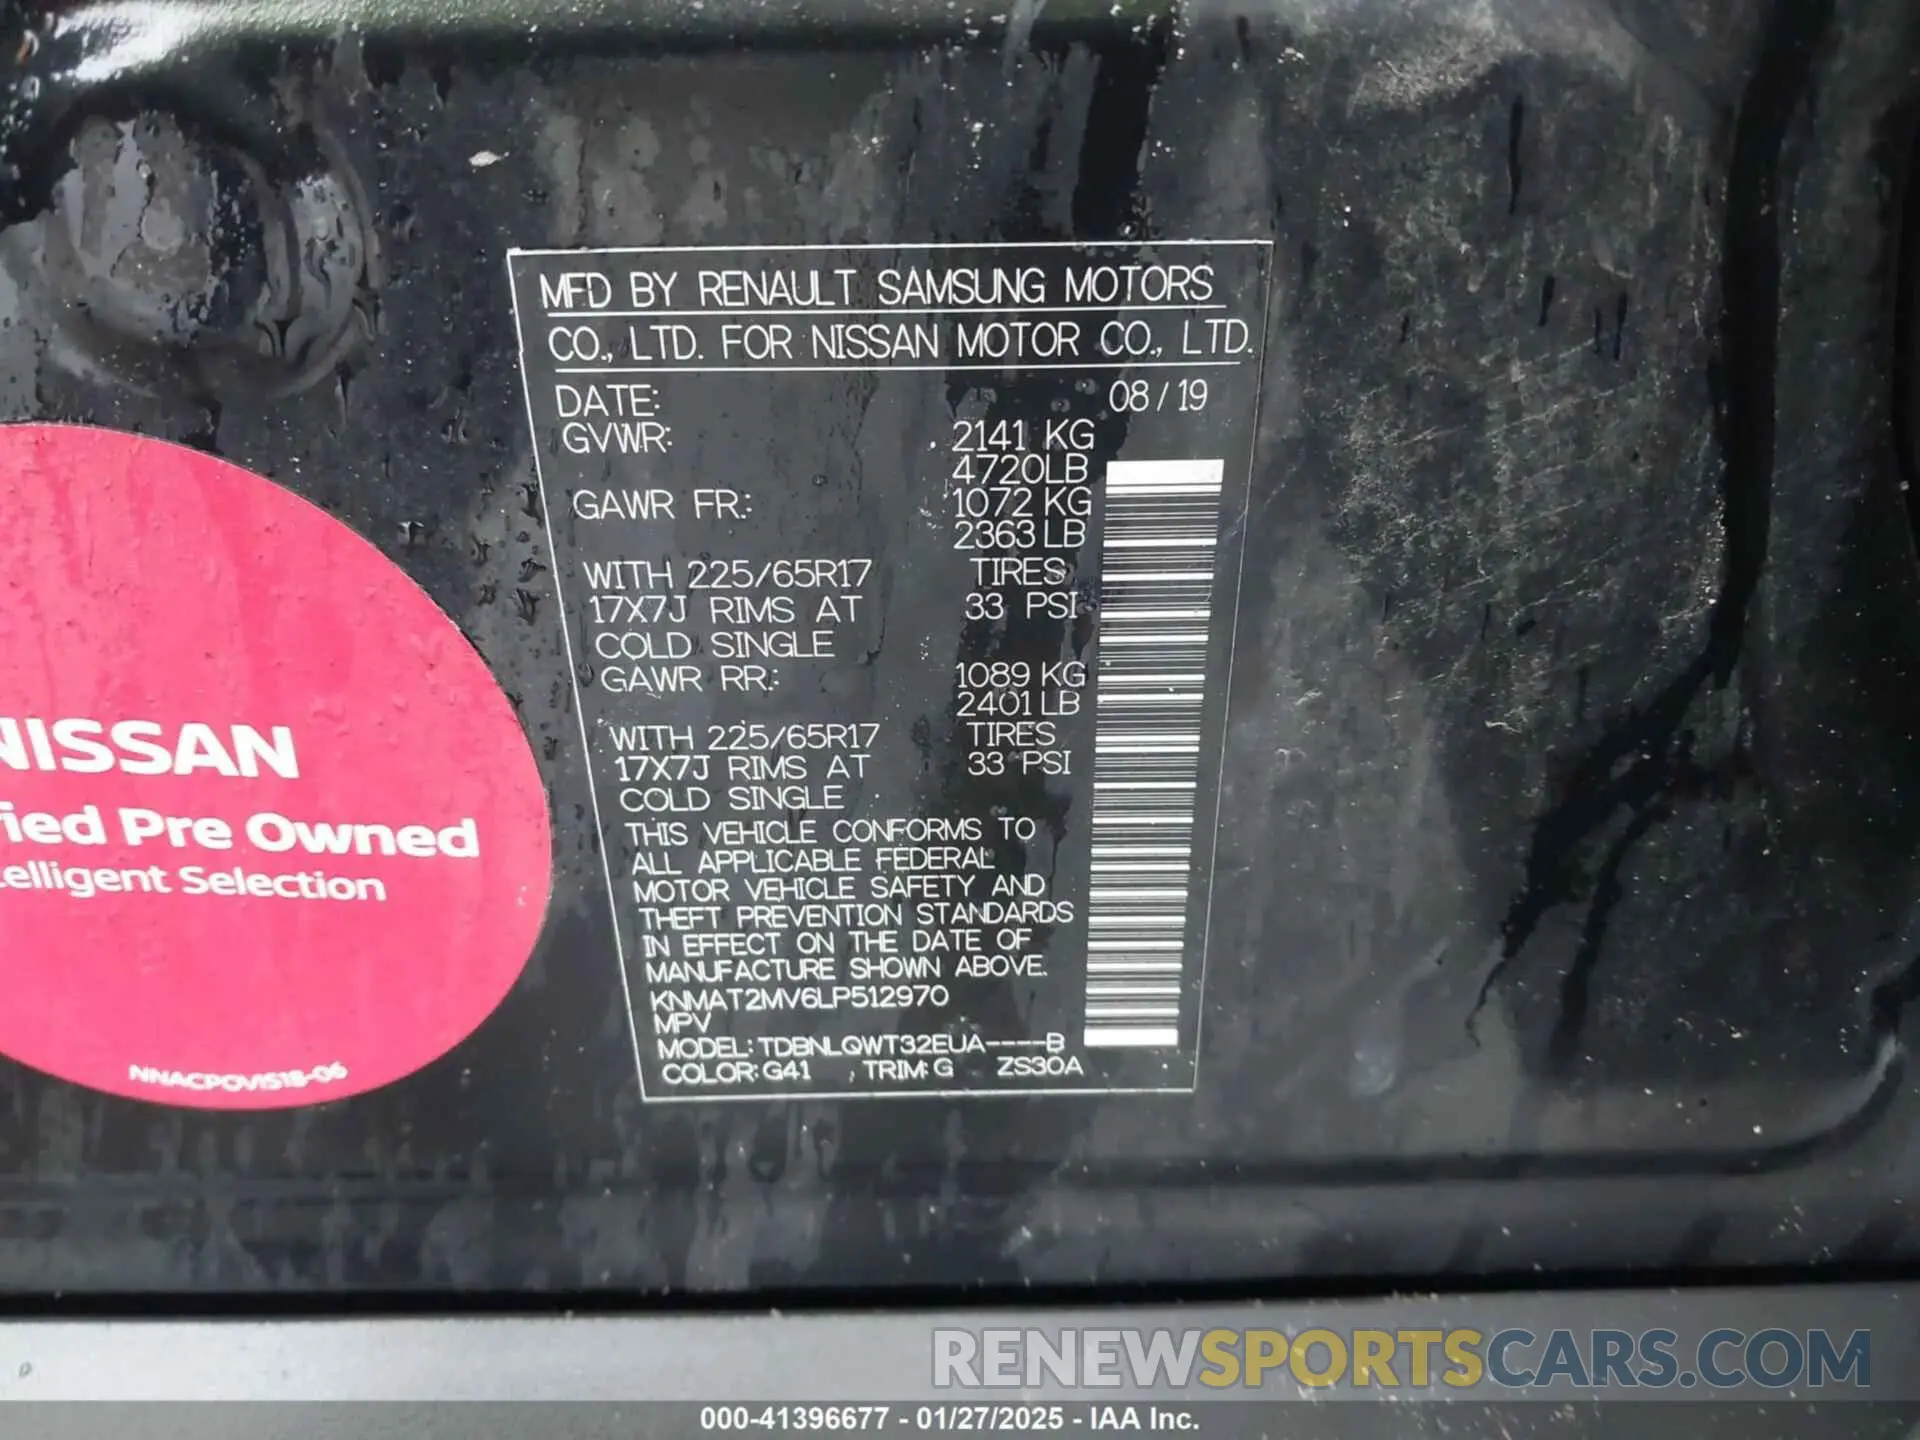 MFD BY RENAULT SAMSUNG MOTORS
CO., LTD. FOR NISSAN MOTOR CO., LTD.
DATE: 08/19
GVWR: 2141 KG
4720LB
GAWR FR.: 1072 KG
2363 LB
WITH 225/65R17 TIRES
17X7J RIMS AT 33 PSI
COLD SINGLE
GAWR RR.: 1089 KG
2401 LB
WITH 225/65R17 TIRES
17X7J RIMS AT 33 PSI
COLD SINGLE
THIS VEHICLE CONFORMS TO
ALL APPLICABLE FEDERAL
MOTOR VEHICLE SAFETY AND
THEFT PREVENTION STANDARDS
IN EFFECT ON THE DATE OF
MANUFACTURE SHOWN ABOVE.
KNMAT2MV6LP512970
MPV
MODEL: TDBNLQWT32EUA----B
COLOR: G41 , TRIM: G ZS30A
NISSAN
fied Pre Owned
telligent Selection
NNACPOV1518-06
RENEWSPORTSCARS.COM
000-41396677 - 01/27/2025 - IAA Inc.